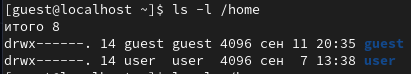 [guest@localhost ~]$ ls -l /home
итого 8
drwx------. 14 guest guest 4096 сен 11 20:35 guest
drwx------. 14 user  user  4096 сен  7 13:38 user